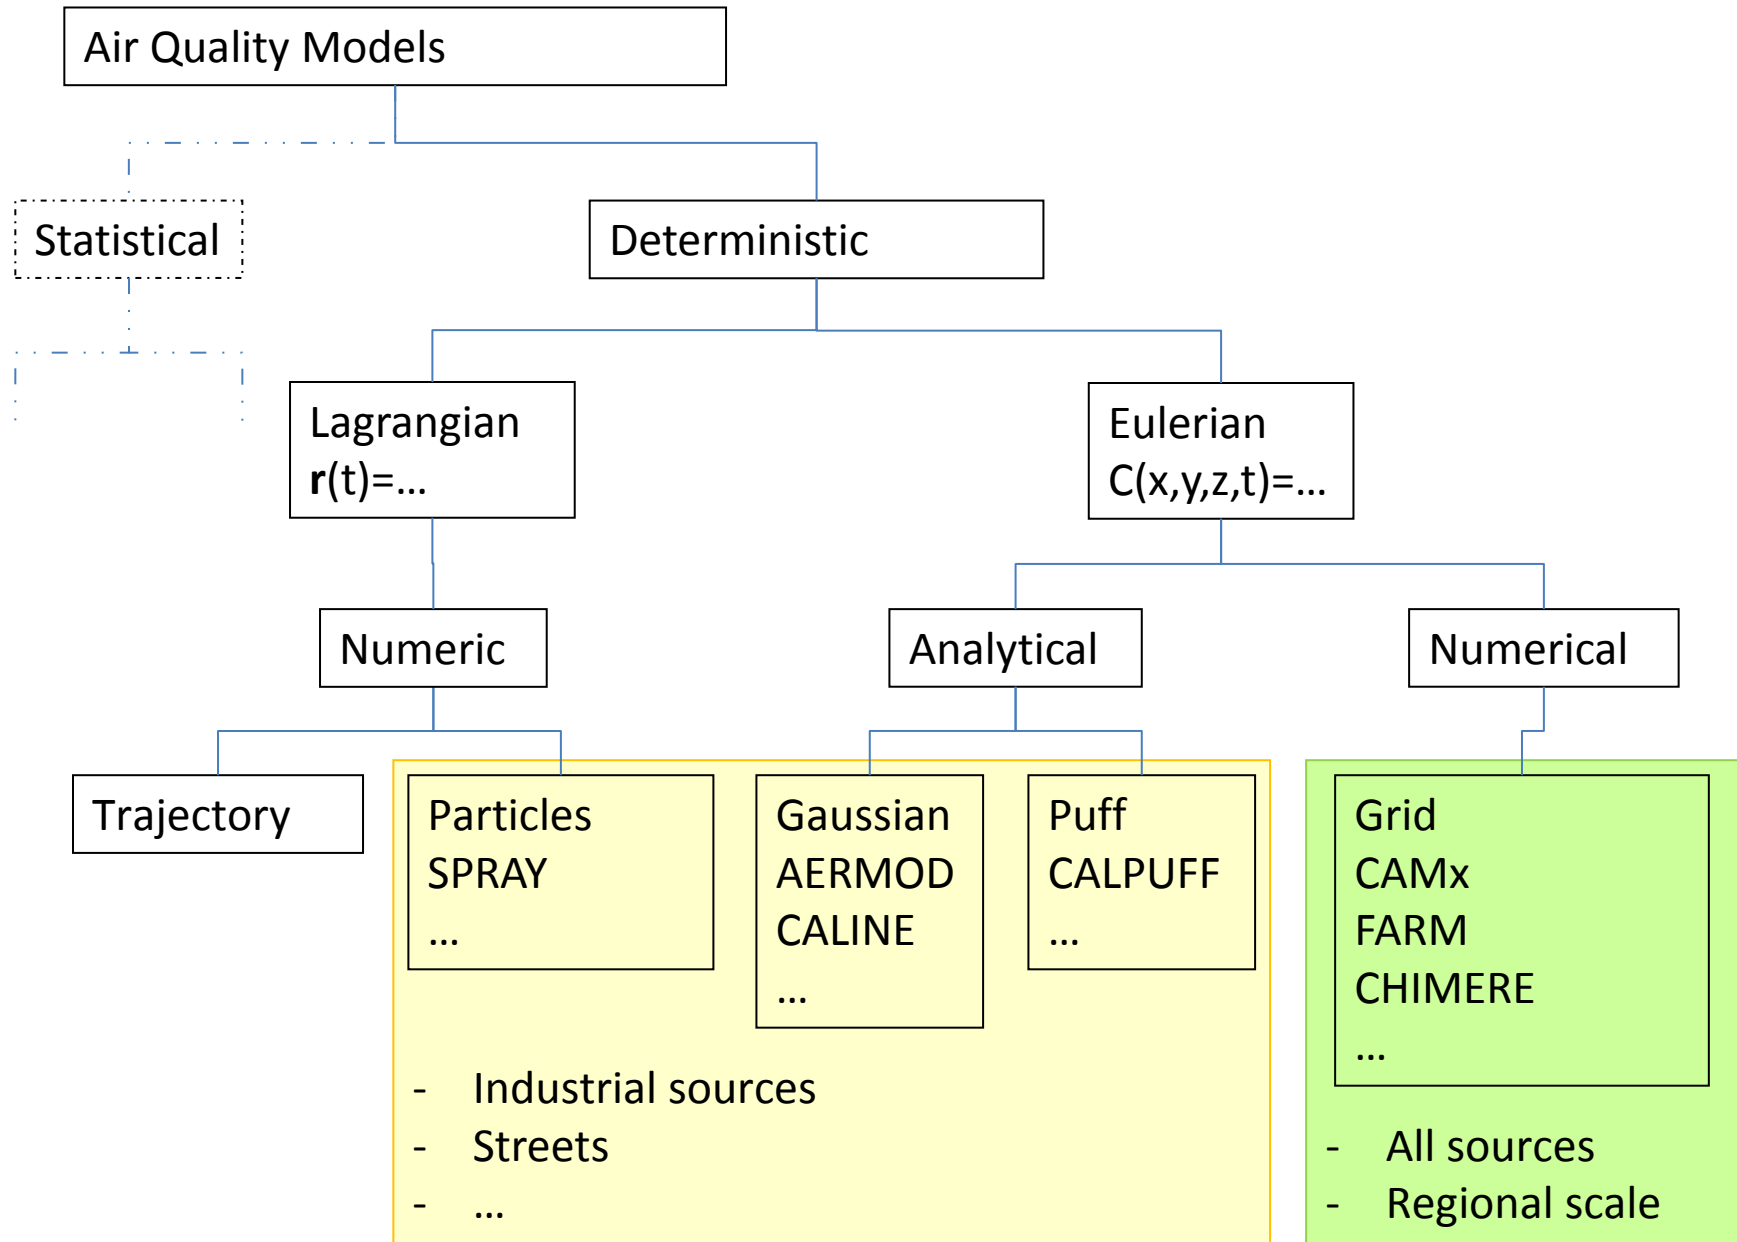 Air Quality Models
Statistical
Deterministic
Lagrangian
r(t)=...
Eulerian
C(x,y,z,t)=...
Numeric
Analytical
Numerical
Trajectory
Particles
SPRAY
...
Gaussian
AERMOD
CALINE
...
Puff
CALPUFF
...
Grid
CAMx
FARM
CHIMERE
...
- Industrial sources
- Streets
- ...
- All sources
- Regional scale